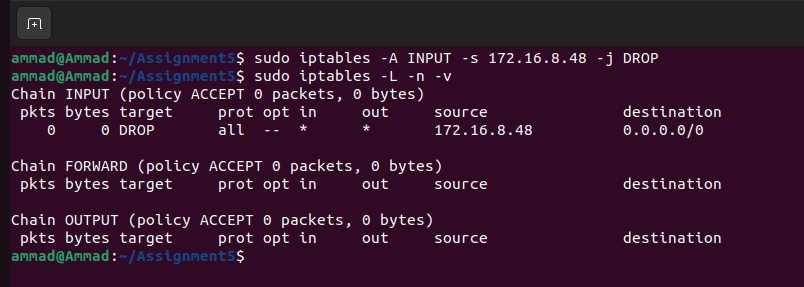 ammad@Ammad:~/Assignment5$ sudo iptables -A INPUT -s 172.16.8.48 -j DROP
ammad@Ammad:~/Assignment5$ sudo iptables -L -n -v
Chain INPUT (policy ACCEPT 0 packets, 0 bytes)
 pkts bytes target     prot opt in     out     source               destination
    0     0 DROP       all  --  *      *       172.16.8.48          0.0.0.0/0

Chain FORWARD (policy ACCEPT 0 packets, 0 bytes)
 pkts bytes target     prot opt in     out     source               destination

Chain OUTPUT (policy ACCEPT 0 packets, 0 bytes)
 pkts bytes target     prot opt in     out     source               destination
ammad@Ammad:~/Assignment5$